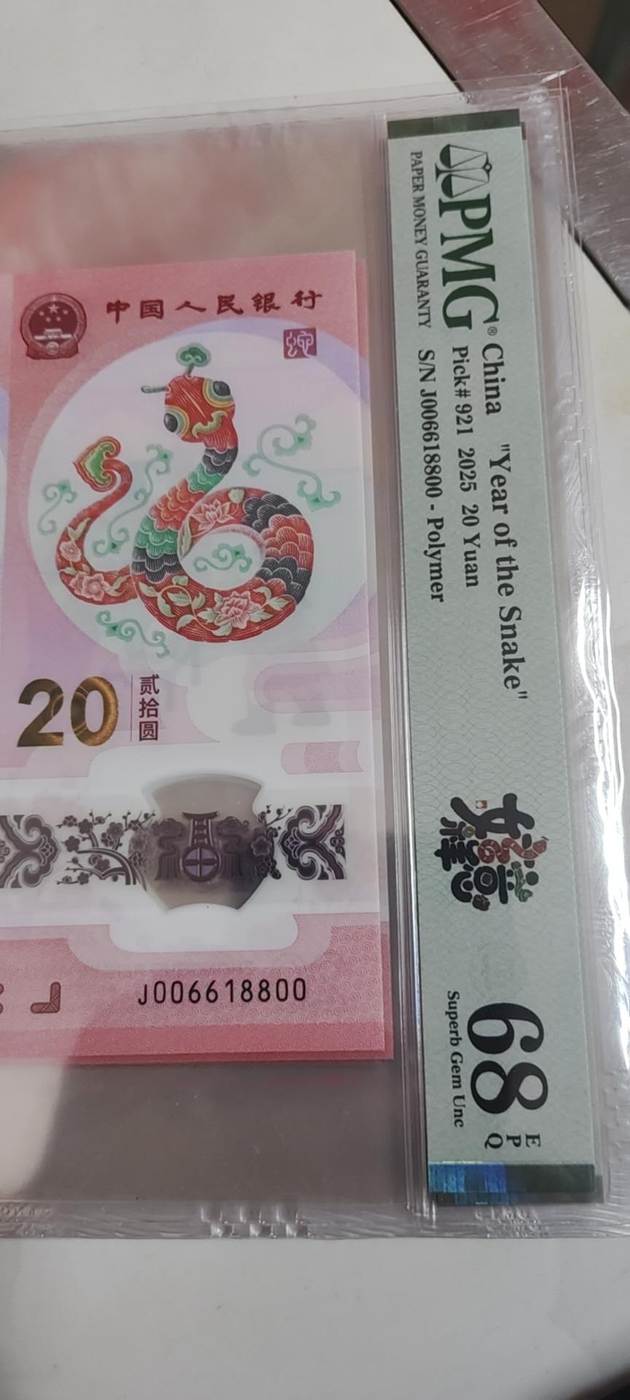 中国人民银行
20
贰拾圆
J006618800
PMG®
PAPER MONEY GUARANTY
China "Year of the Snake"
Pick# 921 2025 20 Yuan
S/N J006618800 - Polymer
68 EPQ
Superb Gem Unc